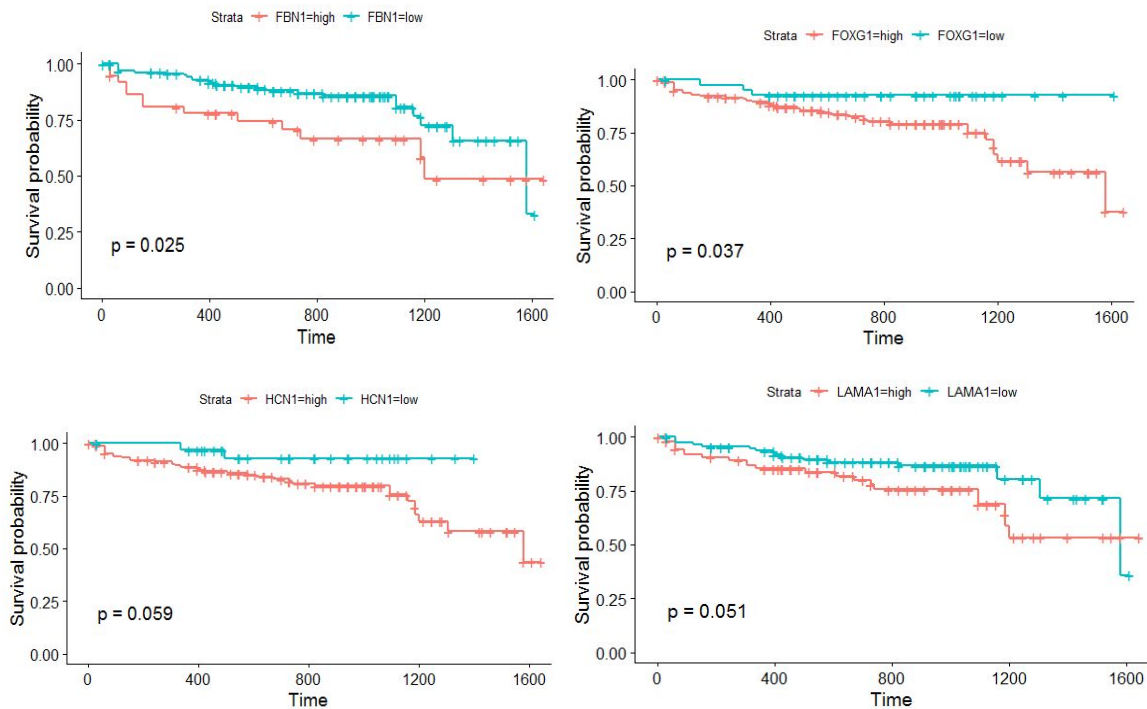 Strata FBN1=high FBN1=low
Survival probability
1.00
0.75
0.50
0.25
0.00
p = 0.025
0 400 800 1200 1600
Time
Strata FOXG1=high FOXG1=low
Survival probability
1.00
0.75
0.50
0.25
0.00
p = 0.037
0 400 800 1200 1600
Time
Strata HCN1=high HCN1=low
Survival probability
1.00
0.75
0.50
0.25
0.00
p = 0.059
0 400 800 1200 1600
Time
Strata LAMA1=high LAMA1=low
Survival probability
1.00
0.75
0.50
0.25
0.00
p = 0.051
0 400 800 1200 1600
Time